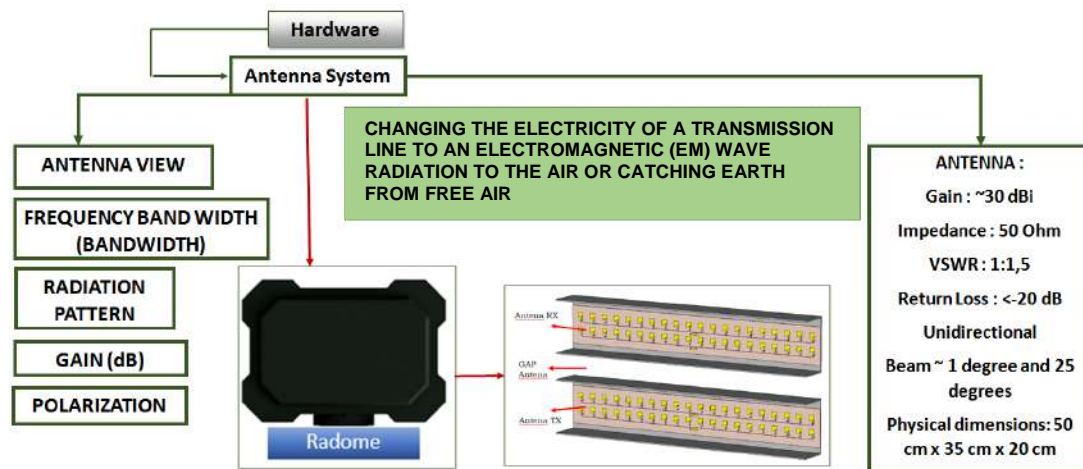 Hardware
Antenna System
CHANGING THE ELECTRICITY OF A TRANSMISSION
LINE TO AN ELECTROMAGNETIC (EM) WAVE
RADIATION TO THE AIR OR CATCHING EARTH
FROM FREE AIR
ANTENNA VIEW
FREQUENCY BAND WIDTH
(BANDWIDTH)
RADIATION
PATTERN
GAIN (dB)
POLARIZATION
Radome
Antena RX
GAP
Antena
Antena TX
ANTENNA :
Gain : ~30 dBi
Impedance : 50 Ohm
VSWR : 1:1,5
Return Loss : <-20 dB
Unidirectional
Beam ~ 1 degree and 25
degrees
Physical dimensions: 50
cm x 35 cm x 20 cm